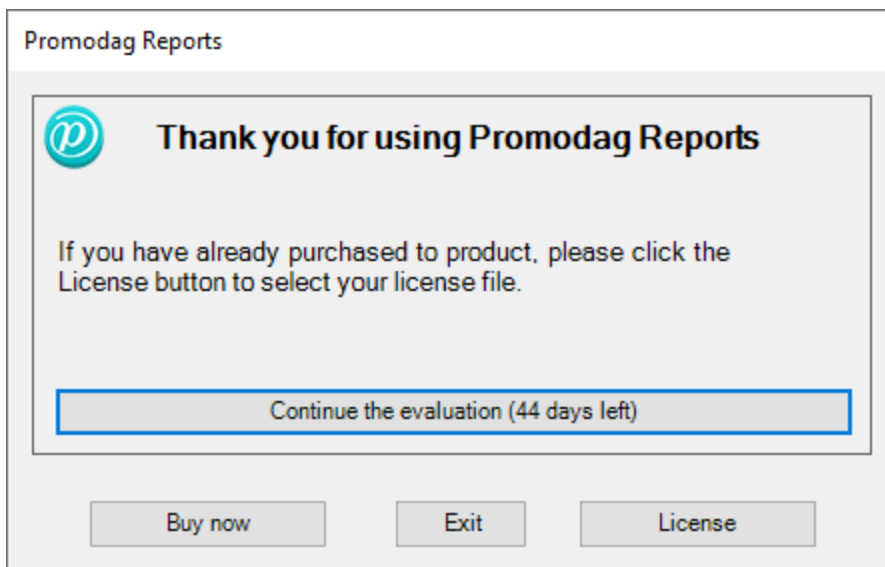 Promodag Reports
Thank you for using Promodag Reports
If you have already purchased to product, please click the
License button to select your license file.
Continue the evaluation (44 days left)
Buy now
Exit
License